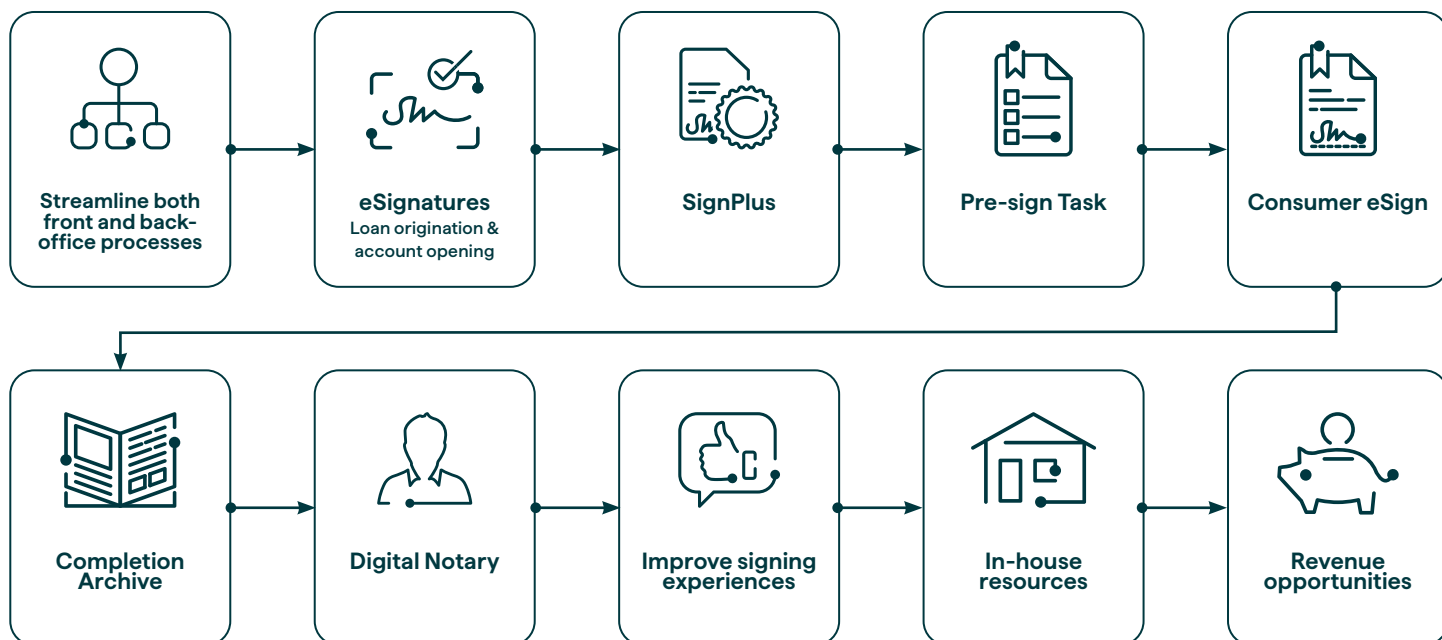 Streamline both
front and back-
office processes
eSignatures
Loan origination &
account opening
SignPlus
Pre-sign Task
Consumer eSign
Completion
Archive
Digital Notary
Improve signing
experiences
In-house
resources
Revenue
opportunities